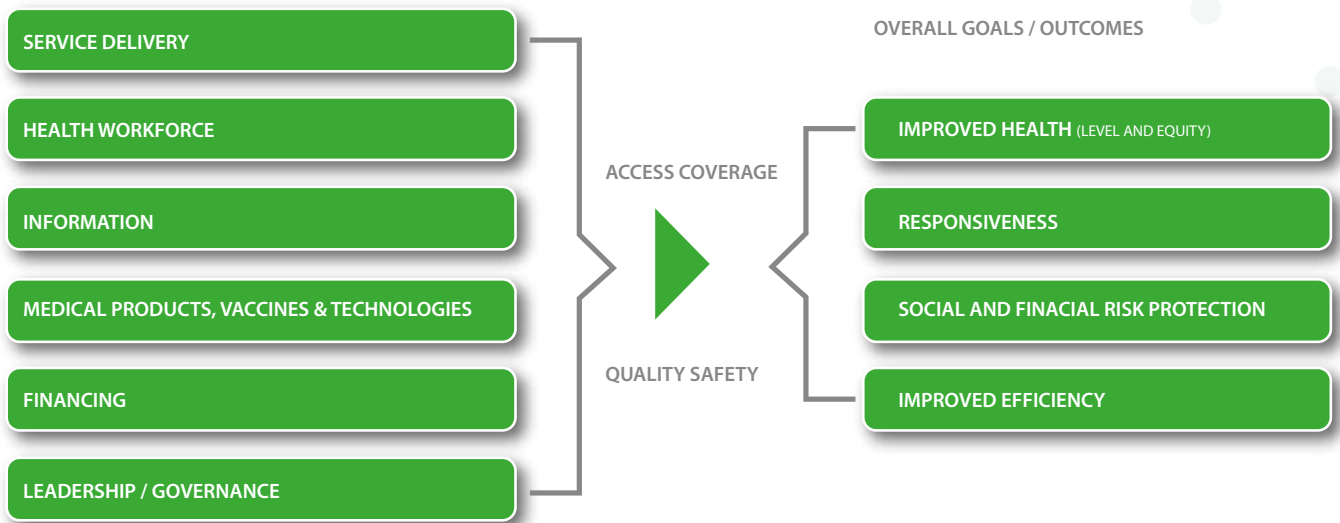 SERVICE DELIVERY
HEALTH WORKFORCE
INFORMATION
MEDICAL PRODUCTS, VACCINES & TECHNOLOGIES
FINANCING
LEADERSHIP / GOVERNANCE
ACCESS COVERAGE
QUALITY SAFETY
OVERALL GOALS / OUTCOMES
IMPROVED HEALTH (LEVEL AND EQUITY)
RESPONSIVENESS
SOCIAL AND FINACIAL RISK PROTECTION
IMPROVED EFFICIENCY